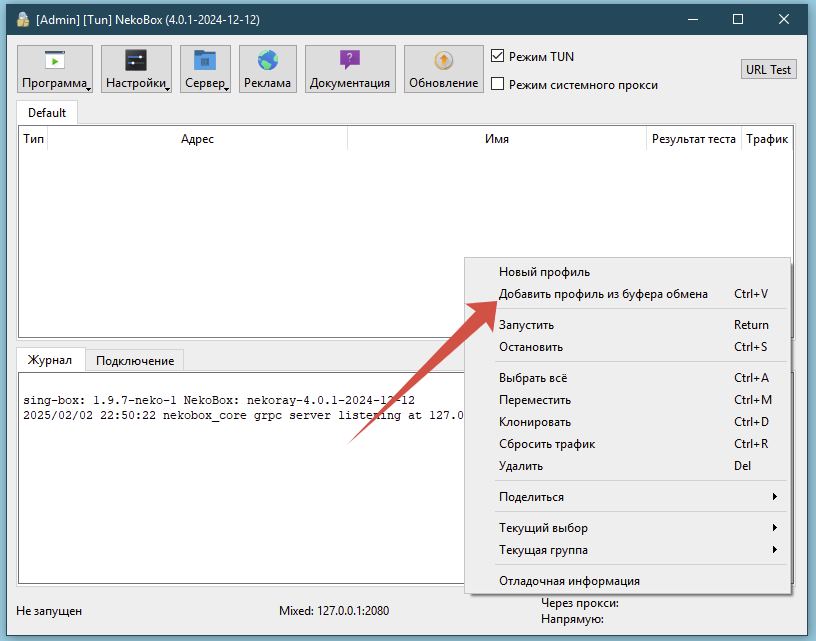 [Admin] [Tun] NekoBox (4.0.1-2024-12-12)
Программа
Настройки
Сервер
Реклама
Документация
Обновление
Режим TUN
Режим системного прокси
URL Test
Default
Тип Адрес Имя Результат теста Трафик
Новый профиль
Добавить профиль из буфера обмена Ctrl+V
Запустить Return
Остановить Ctrl+S
Выбрать всё Ctrl+A
Переместить Ctrl+M
Клонировать Ctrl+D
Сбросить трафик Ctrl+R
Удалить Del
Поделиться
Текущий выбор
Текущая группа
Отладочная информация
Журнал Подключение
sing-box: 1.9.7-neko-1 NekoBox: nekoray-4.0.1-2024-12-12
2025/02/02 22:50:22 nekobox_core grpc server listening at 127.0
Не запущен
Mixed: 127.0.0.1:2080
Через прокси:
Напрямую: